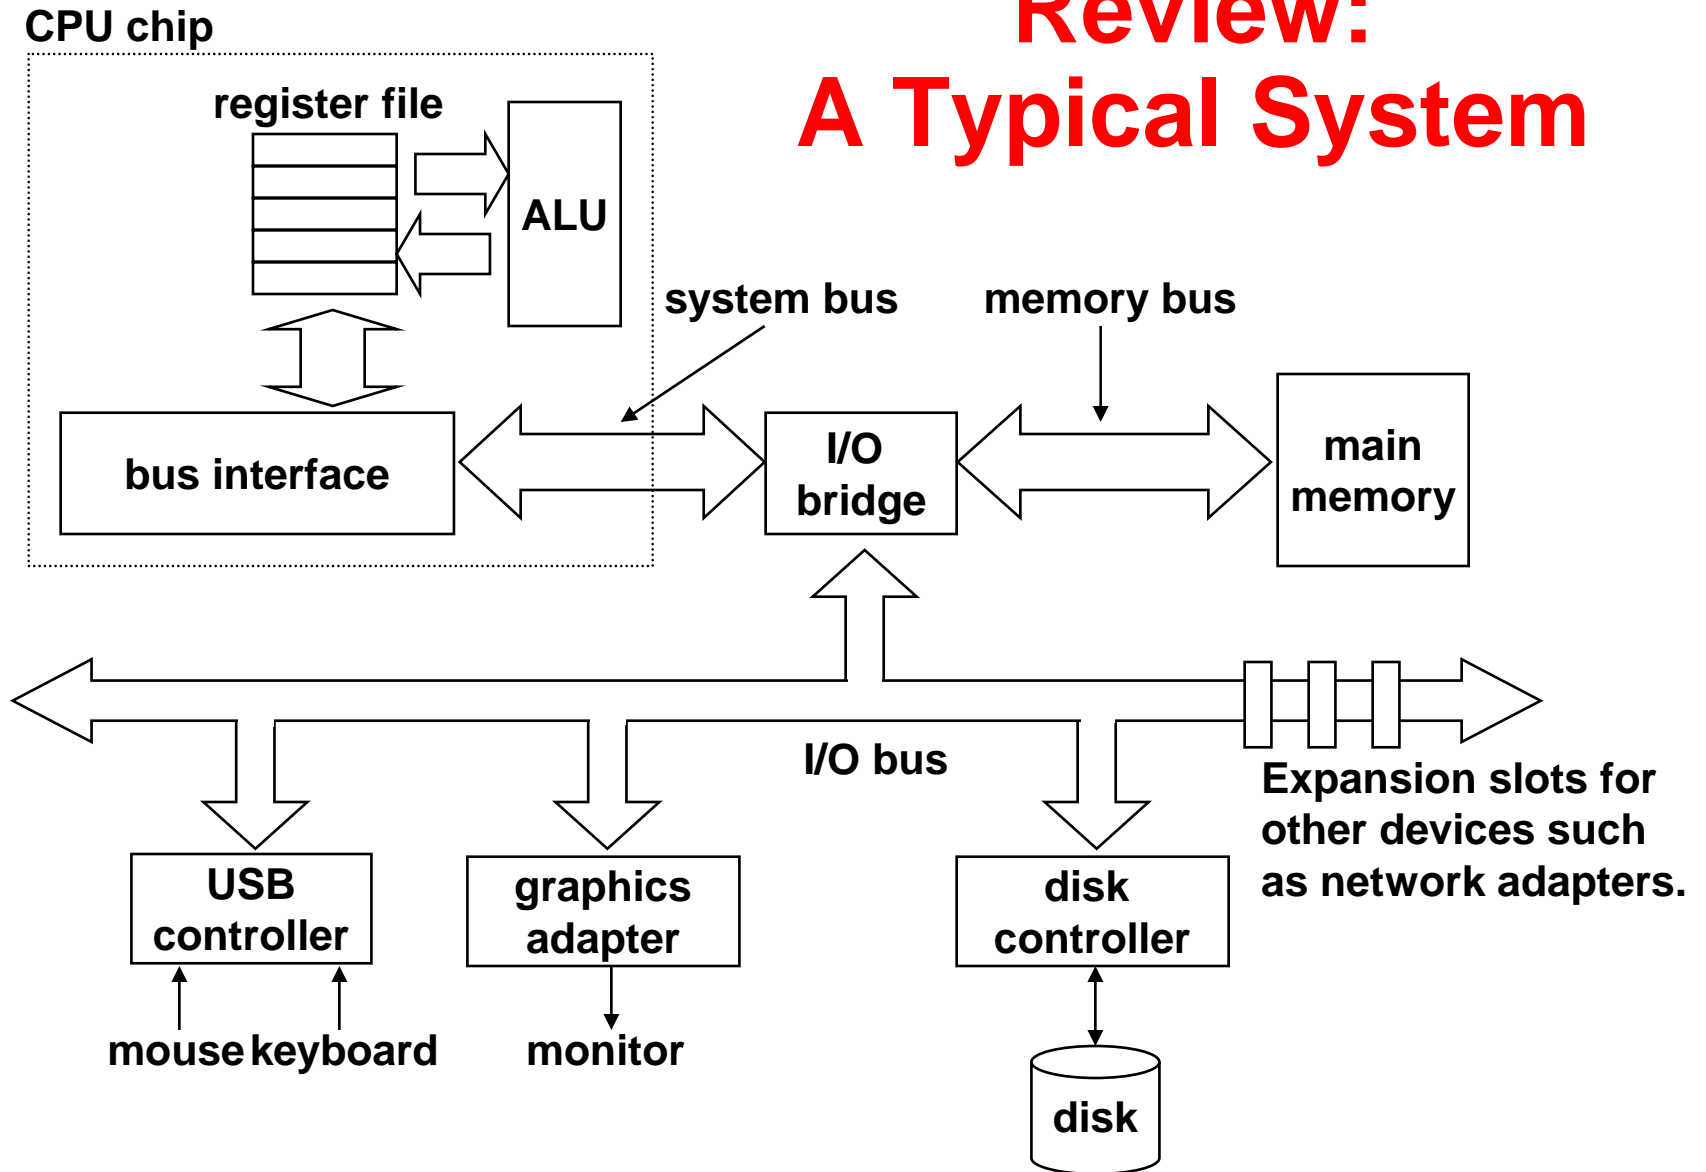 Review:
A Typical System
CPU chip
register file
ALU
system bus
memory bus
bus interface
I/O
bridge
main
memory
I/O bus
Expansion slots for
other devices such
as network adapters.
USB
controller
graphics
adapter
disk
controller
mouse keyboard
monitor
disk